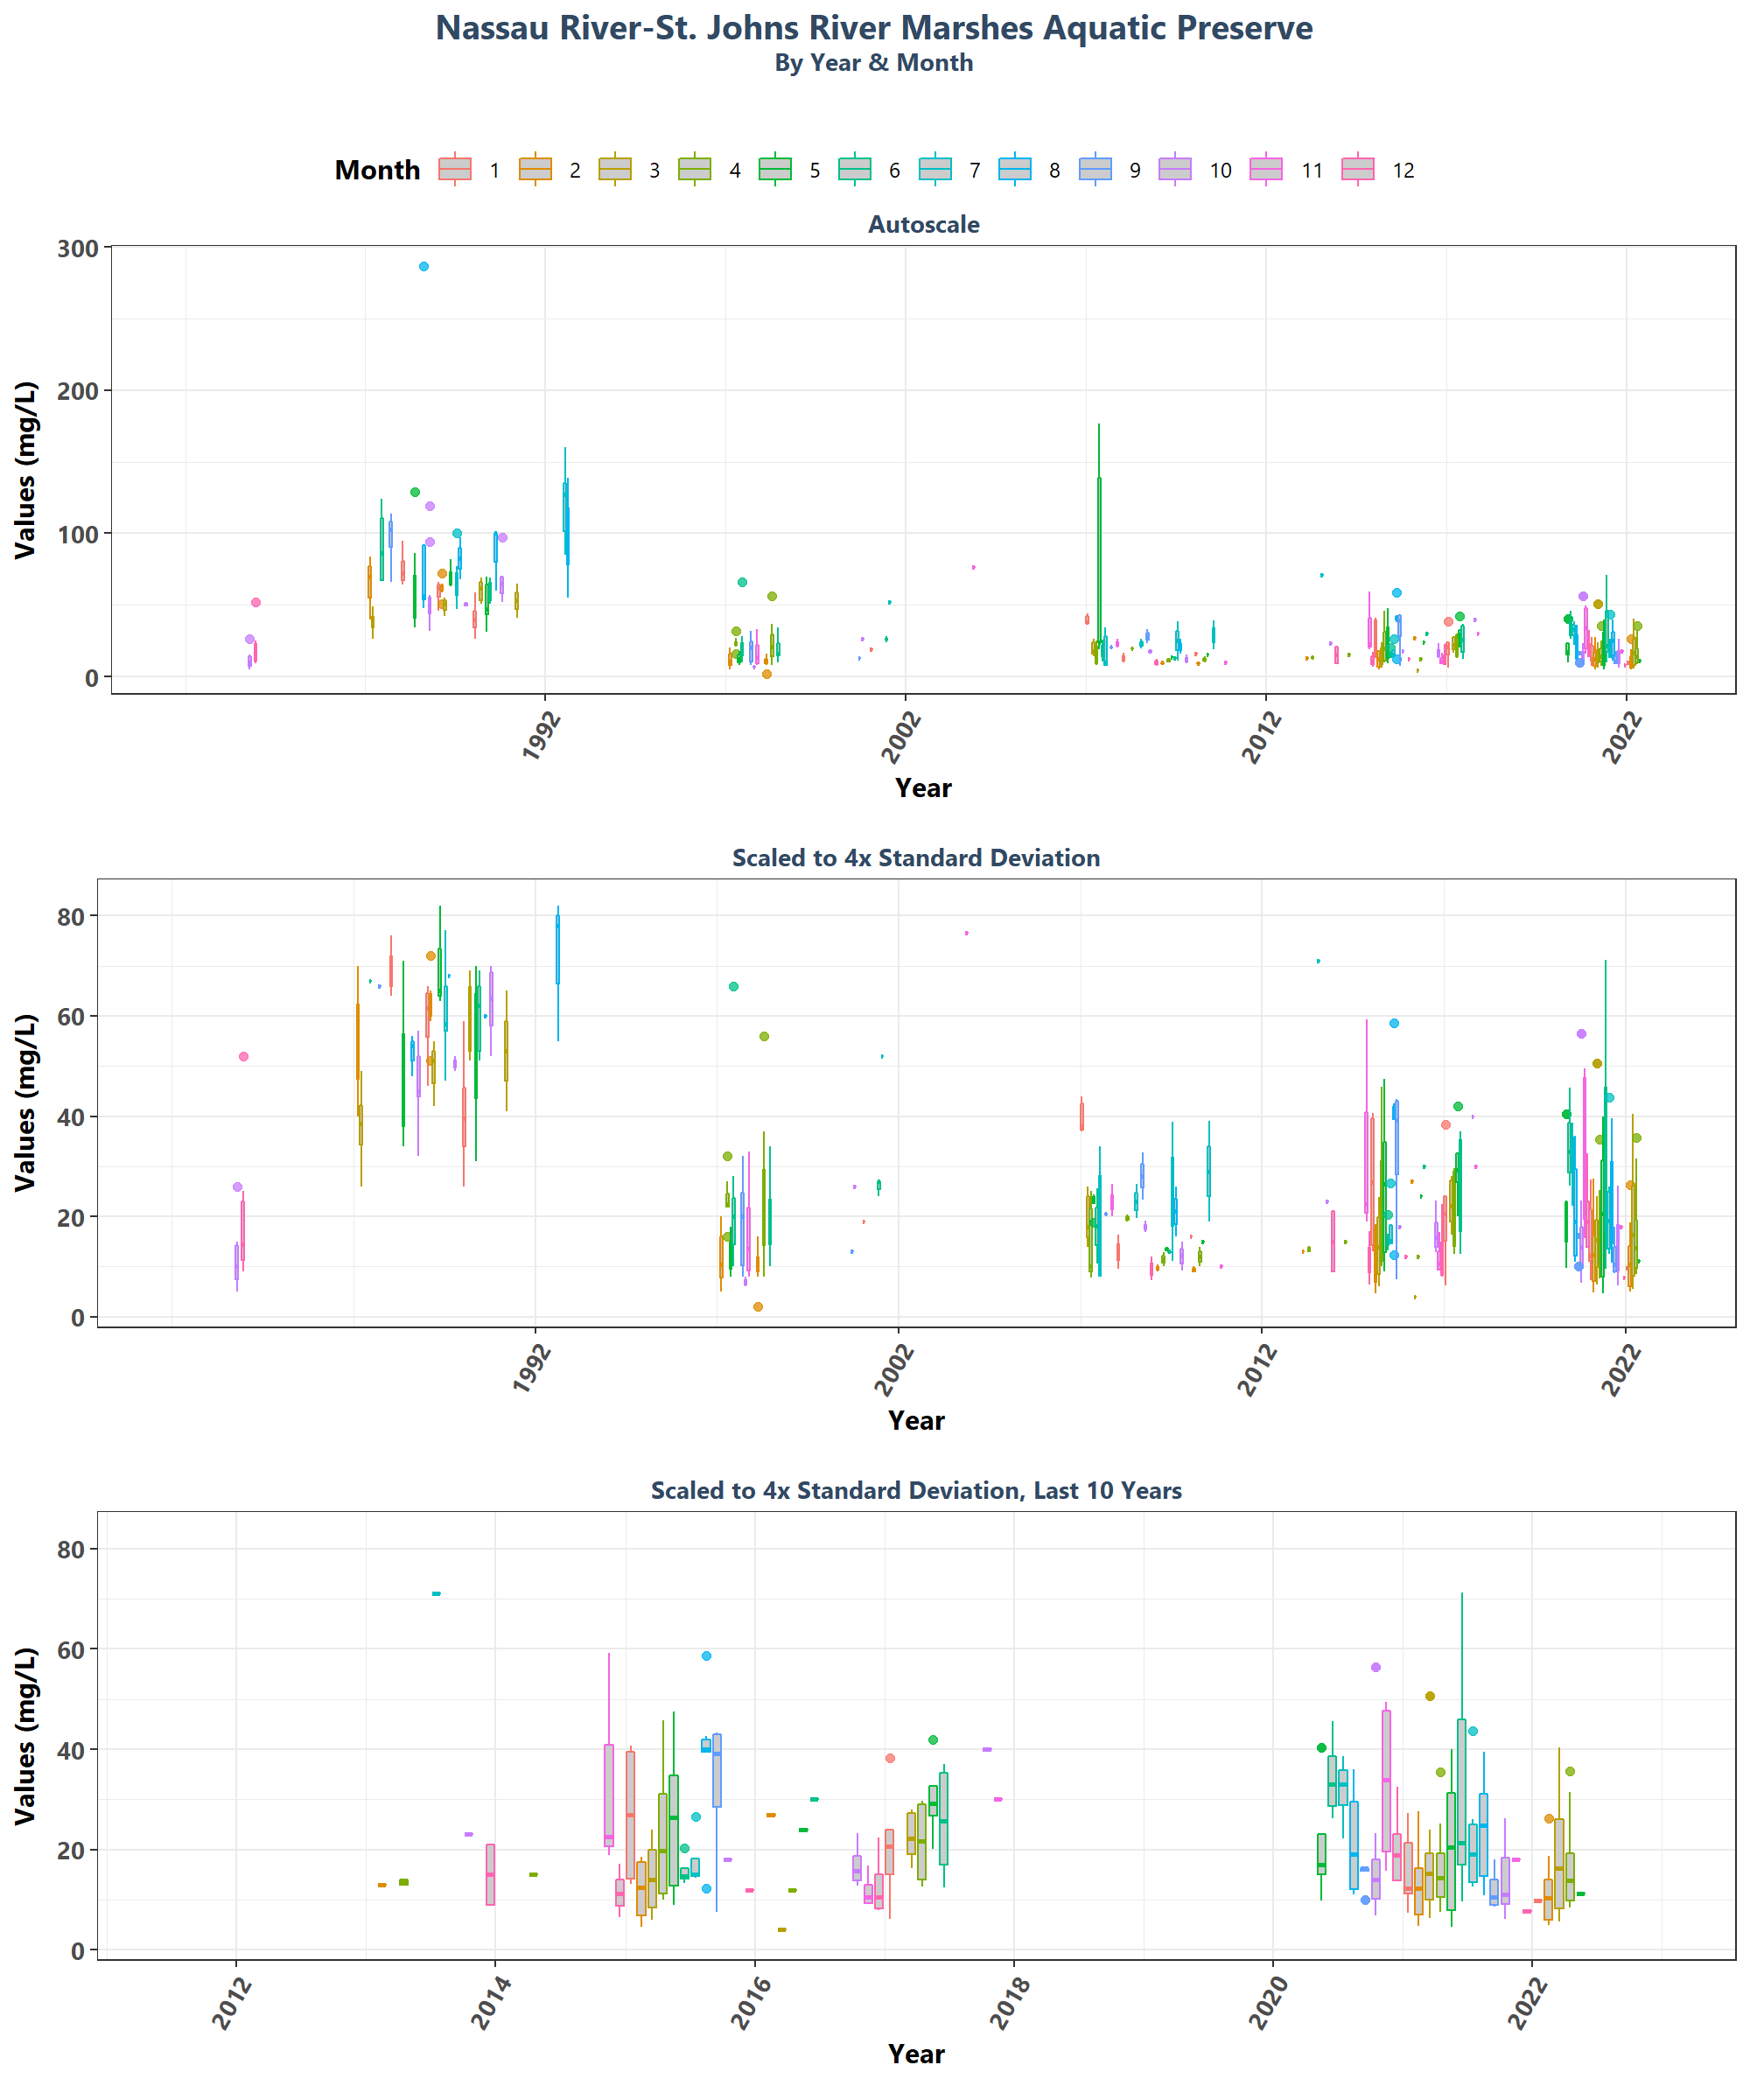 Nassau River-St. Johns River Marshes Aquatic Preserve
By Year & Month
Month 1 2 3 4 5 6 7 8 9 10 11 12
Autoscale
Values (mg/L)
300
200
100
0
1992 2002 2012 2022
Year
Scaled to 4x Standard Deviation
Values (mg/L)
80
60
40
20
0
1992 2002 2012 2022
Year
Scaled to 4x Standard Deviation, Last 10 Years
Values (mg/L)
80
60
40
20
0
2012 2014 2016 2018 2020 2022
Year